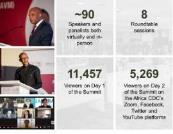 ~90
Speakers and
panelists both
virtually and in-
person
8
Roundtable
sessions
11,457
Viewers on Day 1
of the Summit
5,269
Viewers on Day 2
of the Summit on
the Africa CDC's
Zoom, Facebook,
Twitter and
YouTube platforms